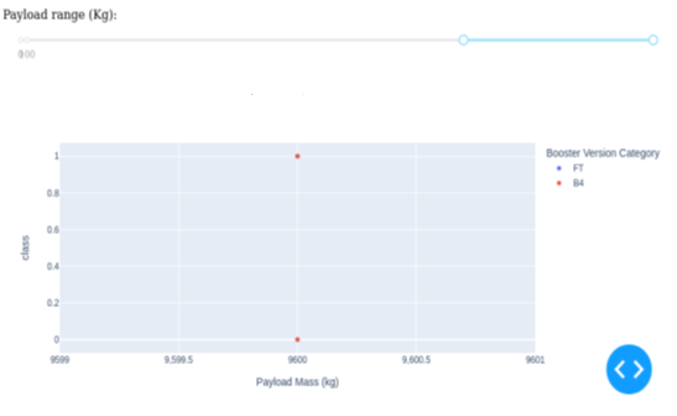 Payload range (Kg):
Booster Version Category
FT
B4
1
0.8
0.6
0.4
0.2
0
class
9599
9,599.5
9600
9,600.5
9601
Payload Mass (kg)